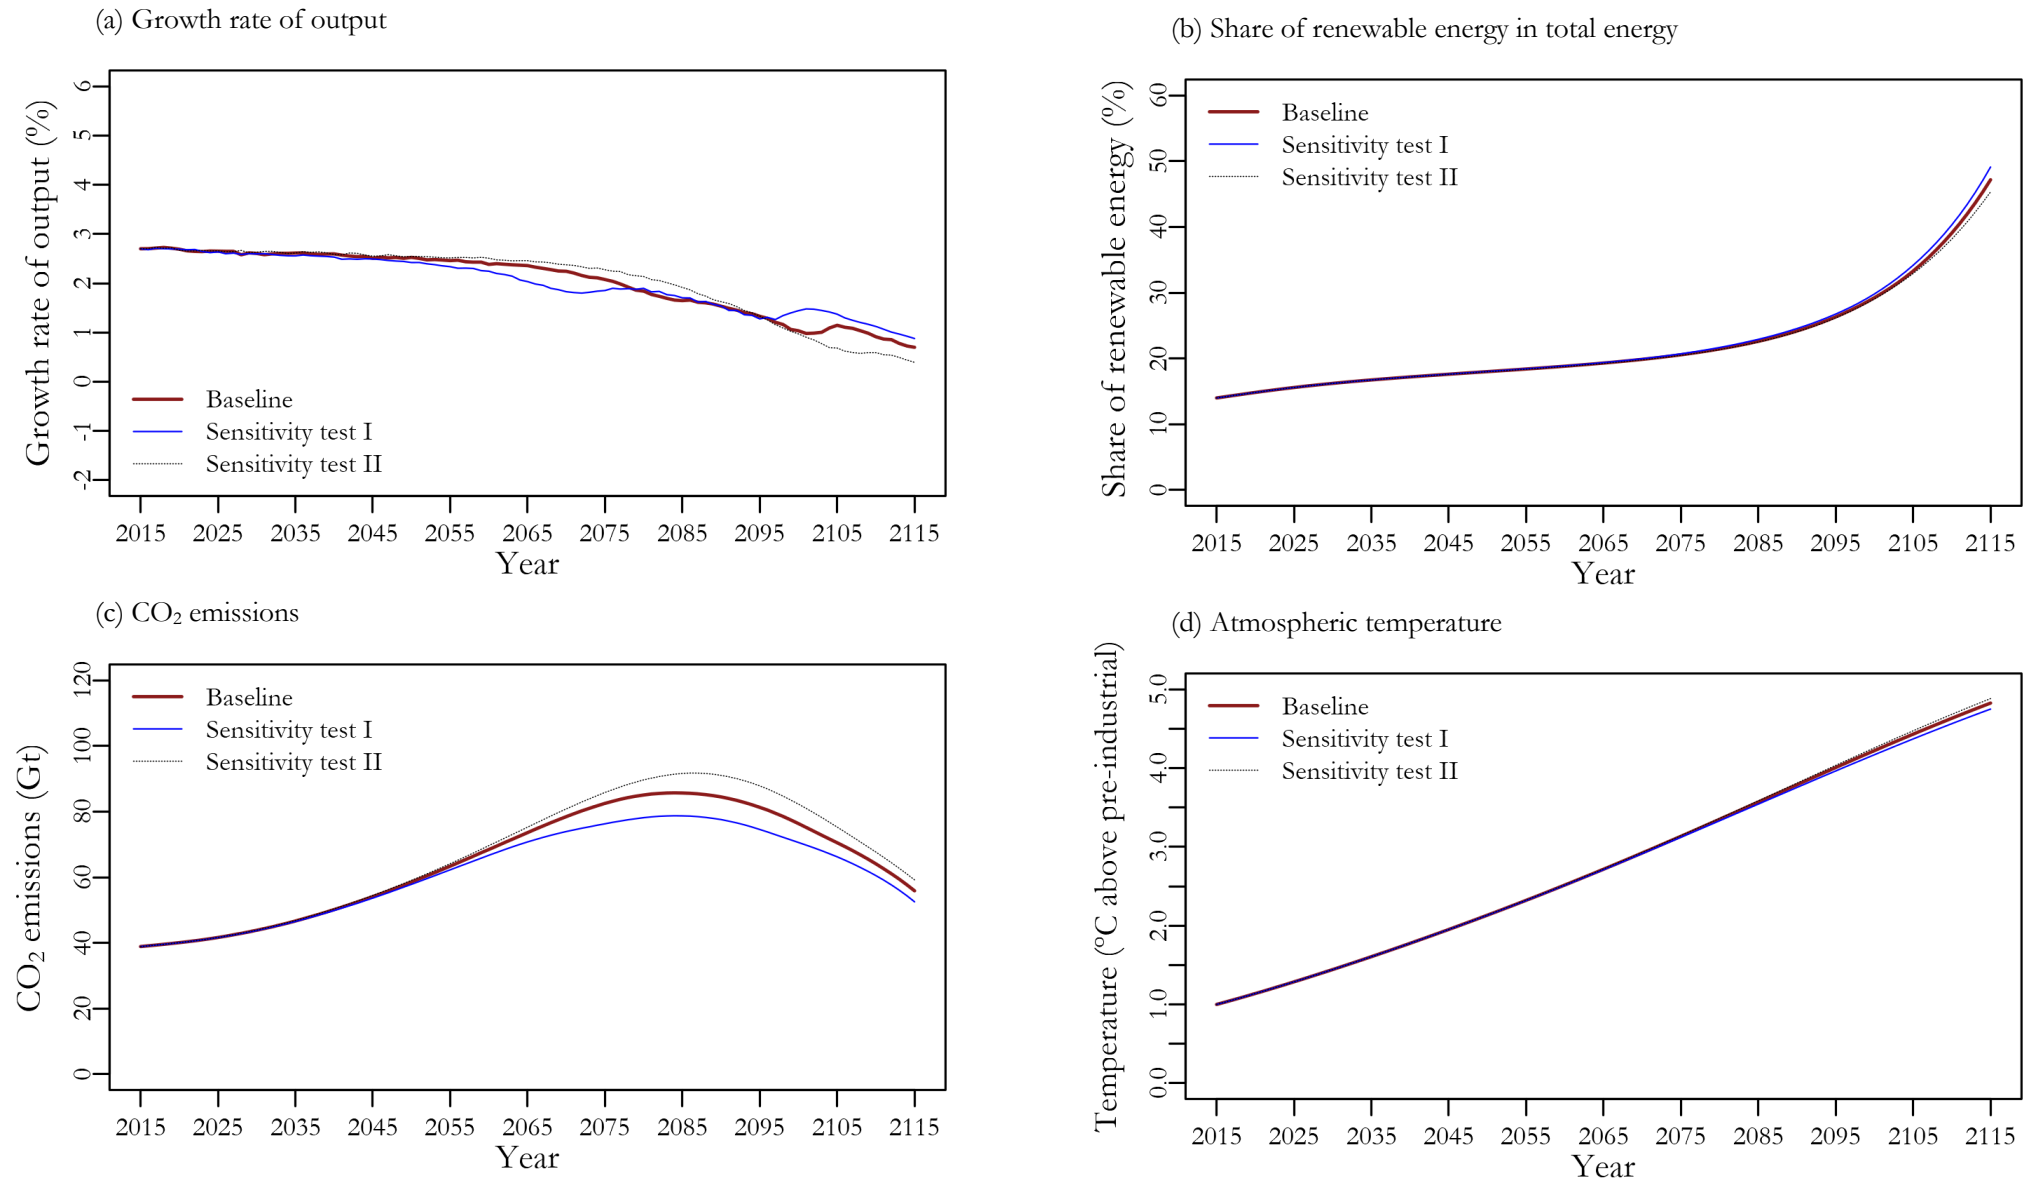 (a) Growth rate of output
Growth rate of output (%)
6
5
4
3
2
1
0
-1
-2
Baseline
Sensitivity test I
Sensitivity test II
2015 2025 2035 2045 2055 2065 2075 2085 2095 2105 2115
Year
(b) Share of renewable energy in total energy
Share of renewable energy (%)
60
50
40
30
20
10
0
Baseline
Sensitivity test I
Sensitivity test II
2015 2025 2035 2045 2055 2065 2075 2085 2095 2105 2115
Year
(c) CO₂ emissions
CO₂ emissions (Gt)
120
100
80
60
40
20
0
Baseline
Sensitivity test I
Sensitivity test II
2015 2025 2035 2045 2055 2065 2075 2085 2095 2105 2115
Year
(d) Atmospheric temperature
Temperature (ºC above pre-industrial)
5.0
4.0
3.0
2.0
1.0
0.0
Baseline
Sensitivity test I
Sensitivity test II
2015 2025 2035 2045 2055 2065 2075 2085 2095 2105 2115
Year